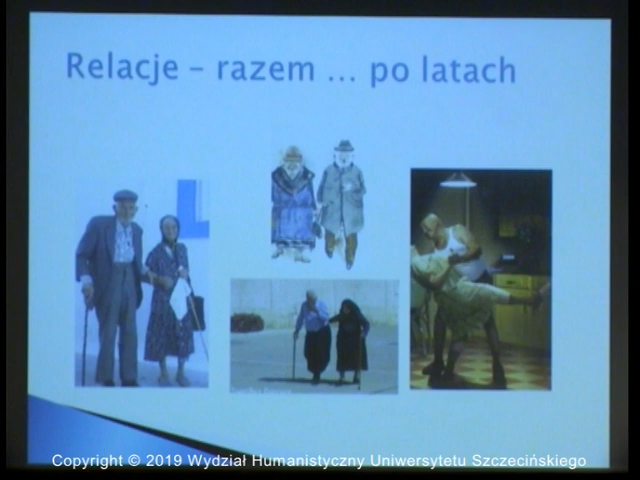 Relacje – razem ... po latach
Copyright © 2019 Wydział Humanistyczny Uniwersytetu Szczecińskiego